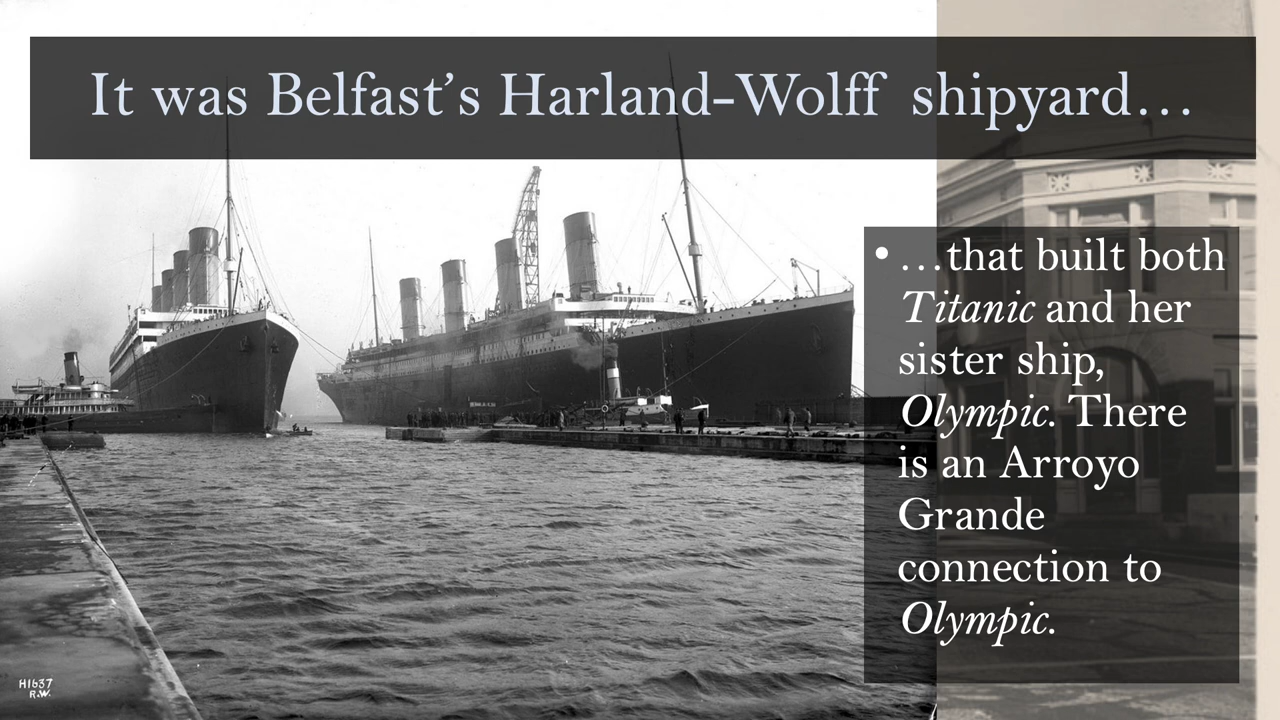 It was Belfast’s Harland-Wolff shipyard…
• …that built both
Titanic and her
sister ship,
Olympic. There
is an Arroyo
Grande
connection to
Olympic.
H1637
R.W.